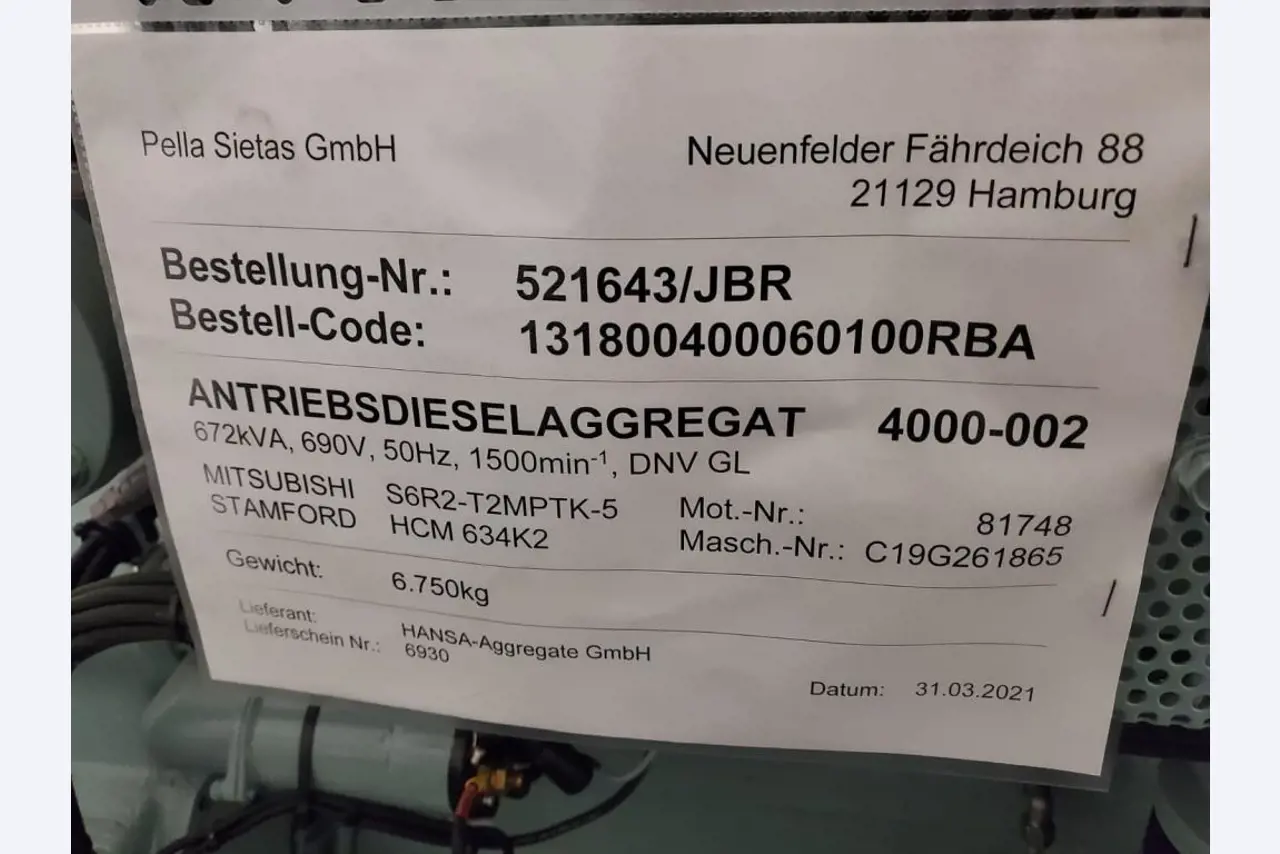 Pella Sietas GmbH
Neuenfelder Fährdeich 88
21129 Hamburg
Bestellung-Nr.: 521643/JBR
Bestell-Code: 131800400060100RBA
ANTRIEBSDIESELAGGREGAT 4000-002
672kVA, 690V, 50Hz, 1500min⁻¹, DNV GL
MITSUBISHI S6R2-T2MPTK-5 Mot.-Nr.: 81748
STAMFORD HCM 634K2 Masch.-Nr.: C19G261865
Gewicht: 6.750kg
Lieferant: HANSA-Aggregate GmbH
Lieferschein Nr.: 6930
Datum: 31.03.2021